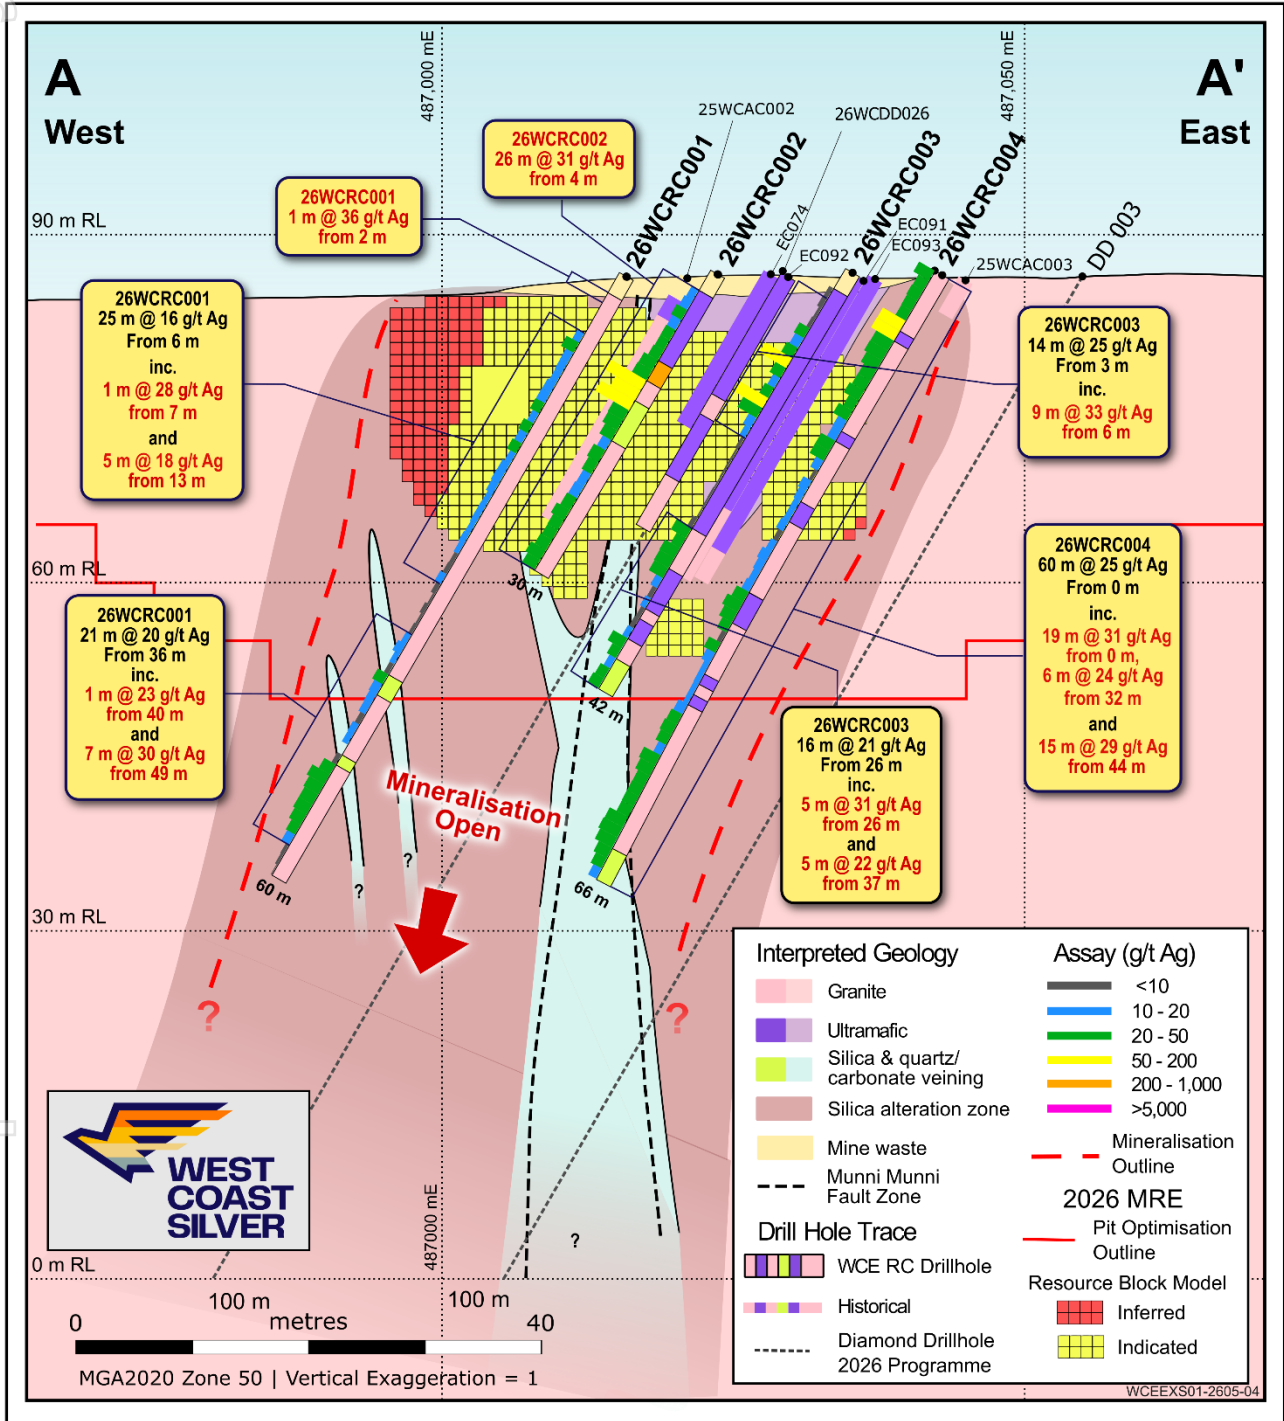 A
West
A'
East
487,000 mE
487,050 mE
25WCAC002
26WCDD026
26WCRC001
26WCRC002
EC074
EC092
26WCRC003
EC091
EC093
26WCRC004
25WCAC003
DD 003
26WCRC002
26 m @ 31 g/t Ag
from 4 m
26WCRC001
1 m @ 36 g/t Ag
from 2 m
90 m RL
26WCRC001
25 m @ 16 g/t Ag
From 6 m
inc.
1 m @ 28 g/t Ag
from 7 m
and
5 m @ 18 g/t Ag
from 13 m
26WCRC003
14 m @ 25 g/t Ag
From 3 m
inc.
9 m @ 33 g/t Ag
from 6 m
60 m RL
30 m
42 m
26WCRC004
60 m @ 25 g/t Ag
From 0 m
inc.
19 m @ 31 g/t Ag
from 0 m,
6 m @ 24 g/t Ag
from 32 m
and
15 m @ 29 g/t Ag
from 44 m
26WCRC001
21 m @ 20 g/t Ag
From 36 m
inc.
1 m @ 23 g/t Ag
from 40 m
and
7 m @ 30 g/t Ag
from 49 m
26WCRC003
16 m @ 21 g/t Ag
From 26 m
inc.
5 m @ 31 g/t Ag
from 26 m
and
5 m @ 22 g/t Ag
from 37 m
Mineralisation
Open
60 m
?
?
66 m
30 m RL
?
?
?
Interpreted Geology
Granite
Ultramafic
Silica & quartz/
carbonate veining
Silica alteration zone
Mine waste
Munni Munni
Fault Zone
Drill Hole Trace
WCE RC Drillhole
Historical
Diamond Drillhole
2026 Programme
Assay (g/t Ag)
<10
10 - 20
20 - 50
50 - 200
200 - 1,000
>5,000
Mineralisation
Outline
2026 MRE
Pit Optimisation
Outline
Resource Block Model
Inferred
Indicated
WEST
COAST
SILVER
487000 mE
0 m RL
100 m
100 m
metres
0
40
MGA2020 Zone 50 | Vertical Exaggeration = 1
WCEEXS01-2605-04